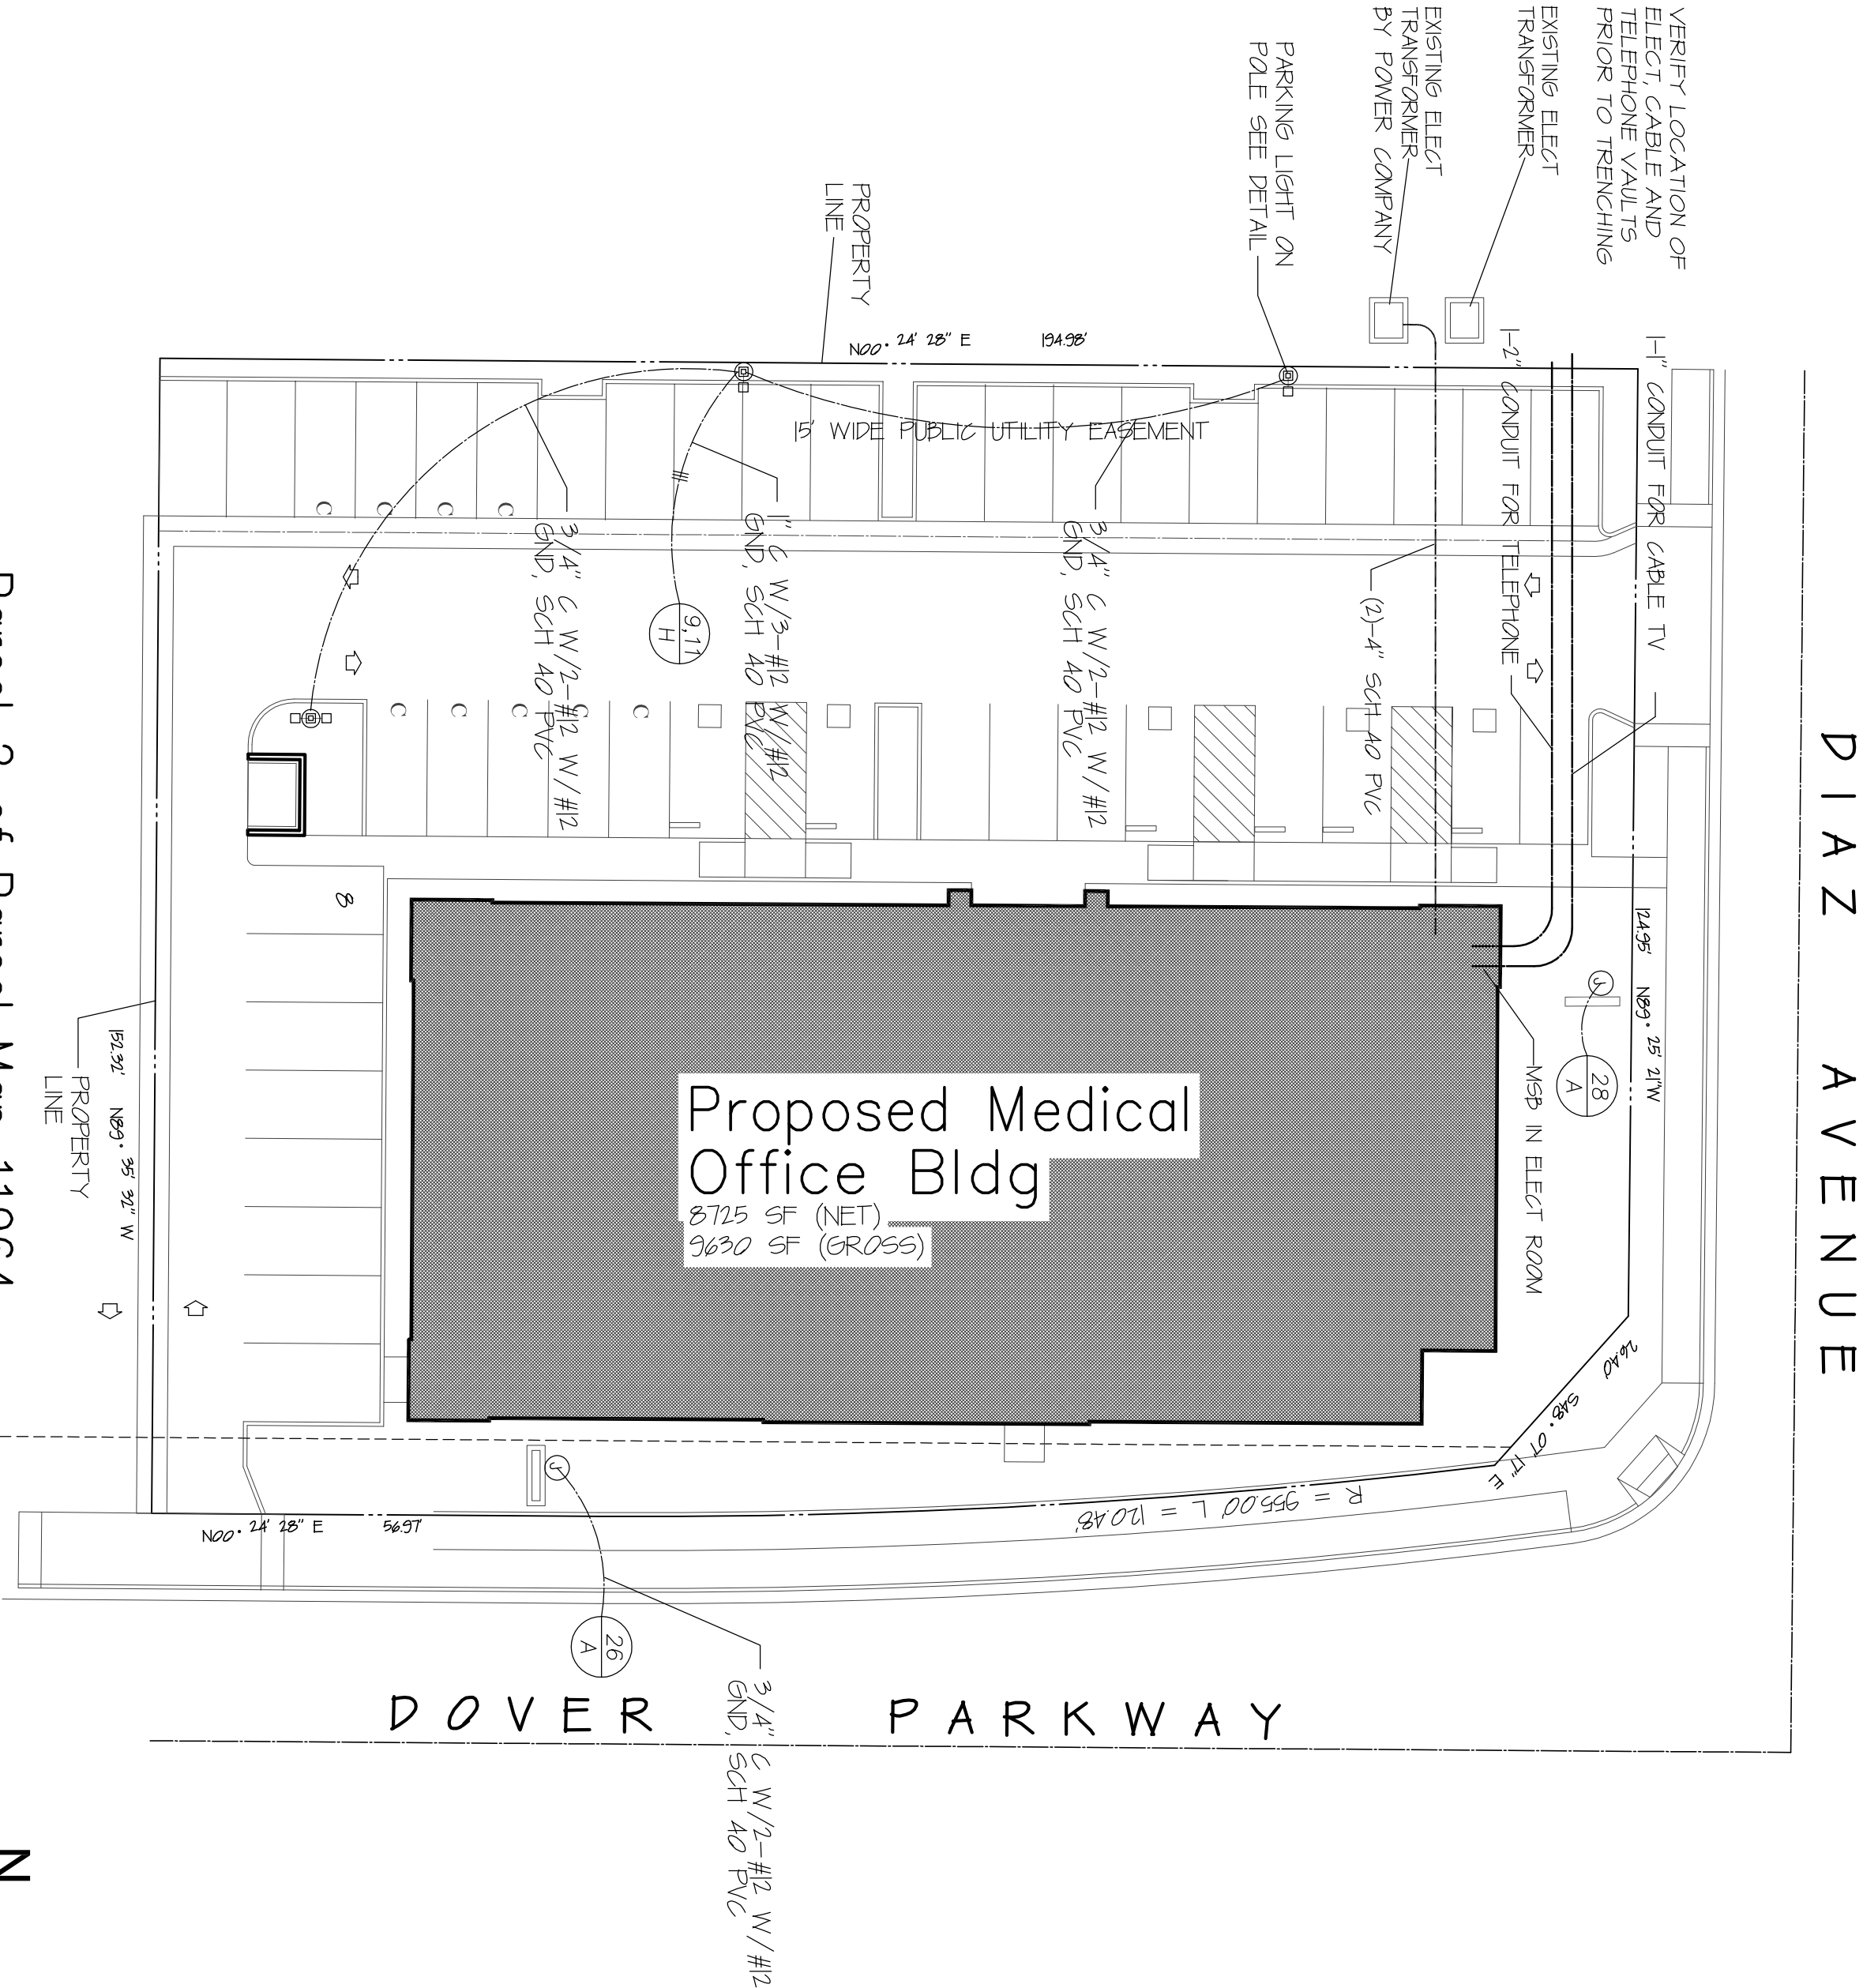 VERIFY LOCATION OF
ELECT, CABLE AND
TELEPHONE VAULTS
PRIOR TO TRENCHING
EXISTING ELECT
TRANSFORMER
EXISTING ELECT
TRANSFORMER
BY POWER COMPANY
PARKING LIGHT ON
POLE SEE DETAIL
PROPERTY
LINE
N00° 24' 28" E 194.98'
1-1" CONDUIT FOR CABLE TV
1-2" CONDUIT FOR TELEPHONE
15' WIDE PUBLIC UTILITY EASEMENT
(2)-4" SCH 40 PVC
3/4" C W/2-#12 W/#12
GND, SCH 40 PVC
1" C W/3-#12 W/#12
GND, SCH 40 PVC
3/4" C W/2-#12 W/#12
GND, SCH 40 PVC
9,11
H
C C C C
C C C C C
8
DIAZ AVENUE
124.95' N89° 25' 21"W
J
28
A
MSB IN ELECT ROOM
Proposed Medical
Office Bldg
8725 SF (NET)
9630 SF (GROSS)
152.32' N89° 35' 32" W
PROPERTY
LINE
26.40 S48° 07' 17" E
R = 955.00' L = 120.48'
N00° 24' 28" E 56.97'
J
26
A
3/4" C W/2-#12 W/#12
GND, SCH 40 PVC
DOVER PARKWAY
N